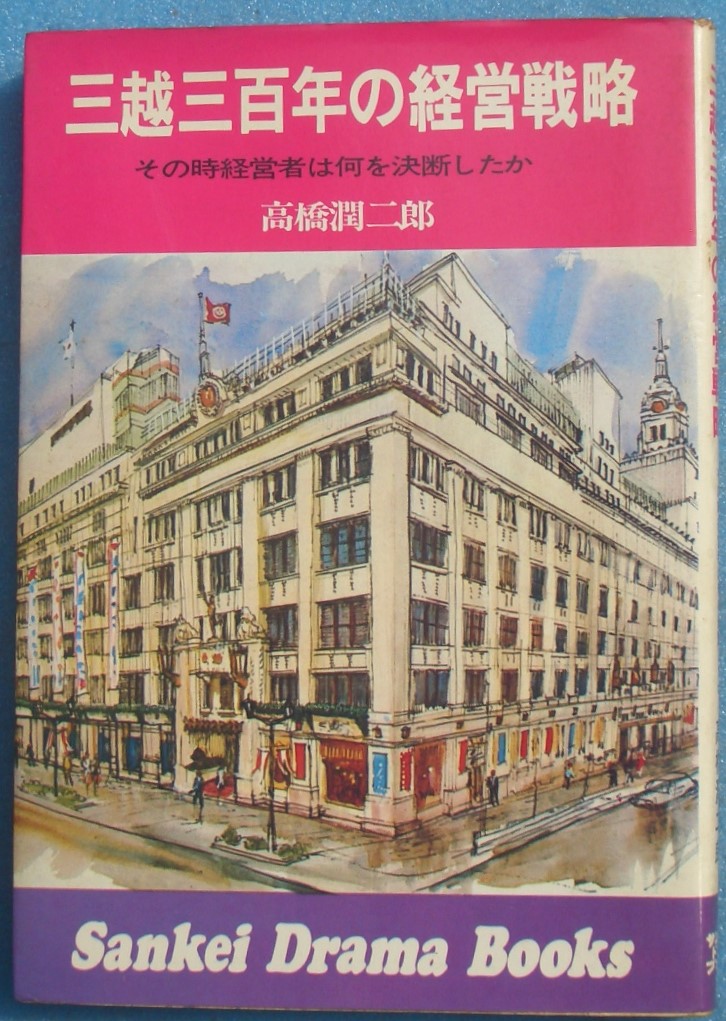 三越三百年の経営戦略
その時経営者は何を決断したか
高橋潤二郎
Sankei Drama Books